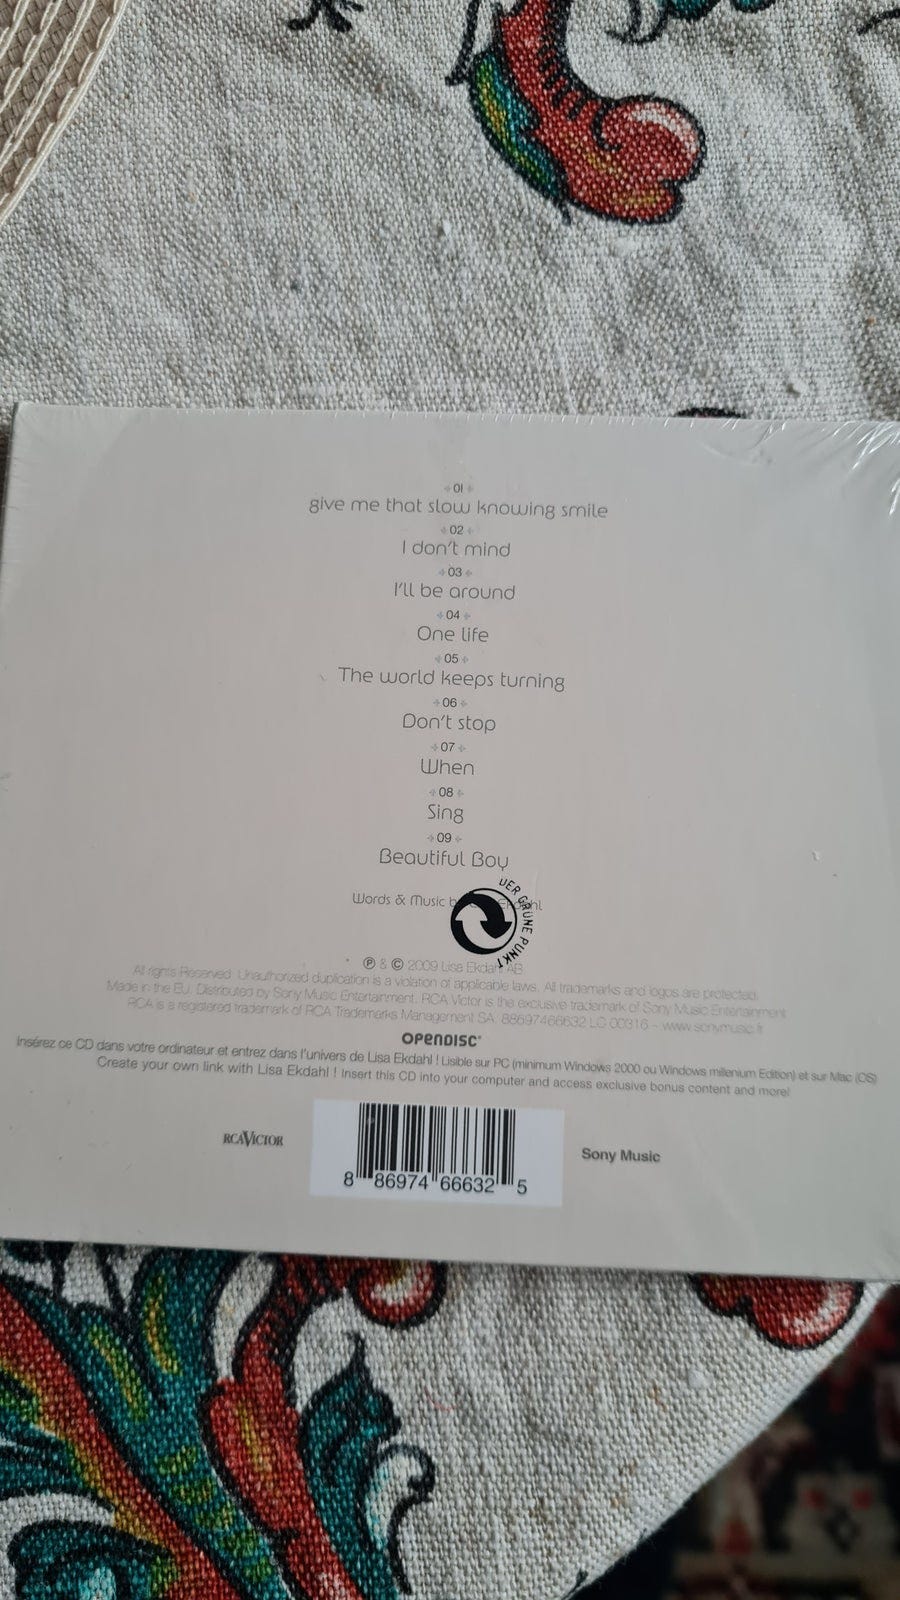 01
give me that slow knowing smile
02
I don't mind
03
I'll be around
04
One life
05
The world keeps turning
06
Don't stop
07
When
08
Sing
09
Beautiful Boy
Words & Music by Ekdahl
DER GRÜNE PUNKT
℗ & © 2009 Lisa Ekdahl AB
All rights Reserved. Unauthorized duplication is a violation of applicable laws. All trademarks and logos are protected.
Made in the EU. Distributed by Sony Music Entertainment. RCA Victor is the exclusive trademark of Sony Music Entertainment
RCA is a registered trademark of RCA Trademarks Management SA. 88697466632 LC 00316 - www.sonymusic.fr
OPENDISC®
Insérez ce CD dans votre ordinateur et entrez dans l'univers de Lisa Ekdahl ! Lisible sur PC (minimum Windows 2000 ou Windows millenium Edition) et sur Mac (OS)
Create your own link with Lisa Ekdahl ! Insert this CD into your computer and access exclusive bonus content and more!
RCA VICTOR
8 86974 66632 5
Sony Music